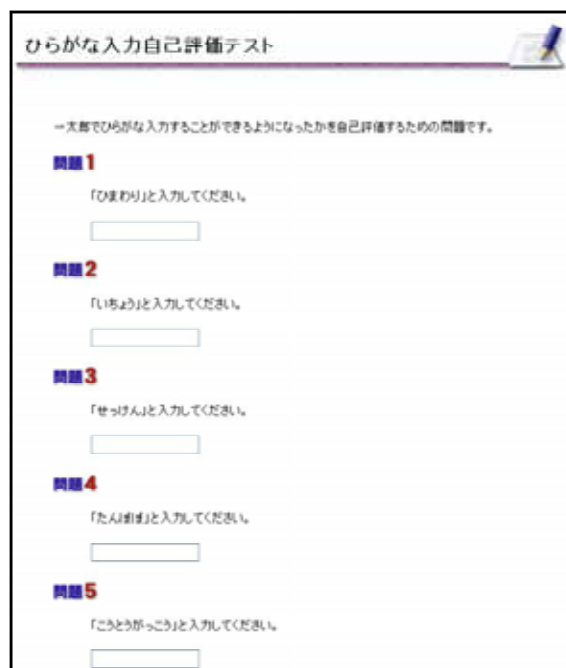 ひらがな入力自己評価テスト
一太郎でひらがな入力することができるようになったかを自己評価するための問題です。
問題1
「ひまわり」と入力してください。
問題2
「いちょう」と入力してください。
問題3
「せっけん」と入力してください。
問題4
「たんぽぽ」と入力してください。
問題5
「こうとうがっこう」と入力してください。